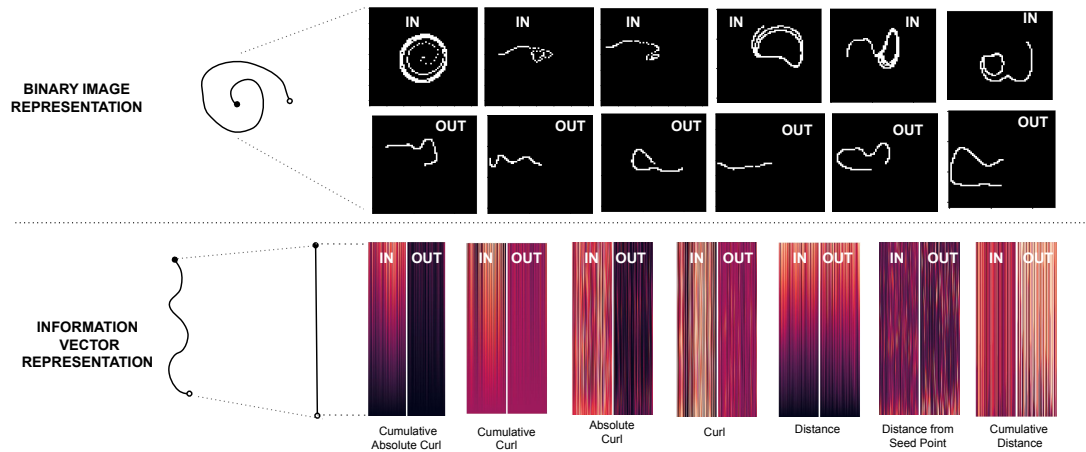 IN IN IN IN IN IN
BINARY IMAGE
REPRESENTATION
OUT OUT OUT OUT OUT OUT
IN OUT IN OUT IN OUT IN OUT IN OUT IN OUT IN OUT
INFORMATION
VECTOR
REPRESENTATION
Cumulative
Absolute Curl
Cumulative
Curl
Absolute
Curl
Curl
Distance
Distance from
Seed Point
Cumulative
Distance